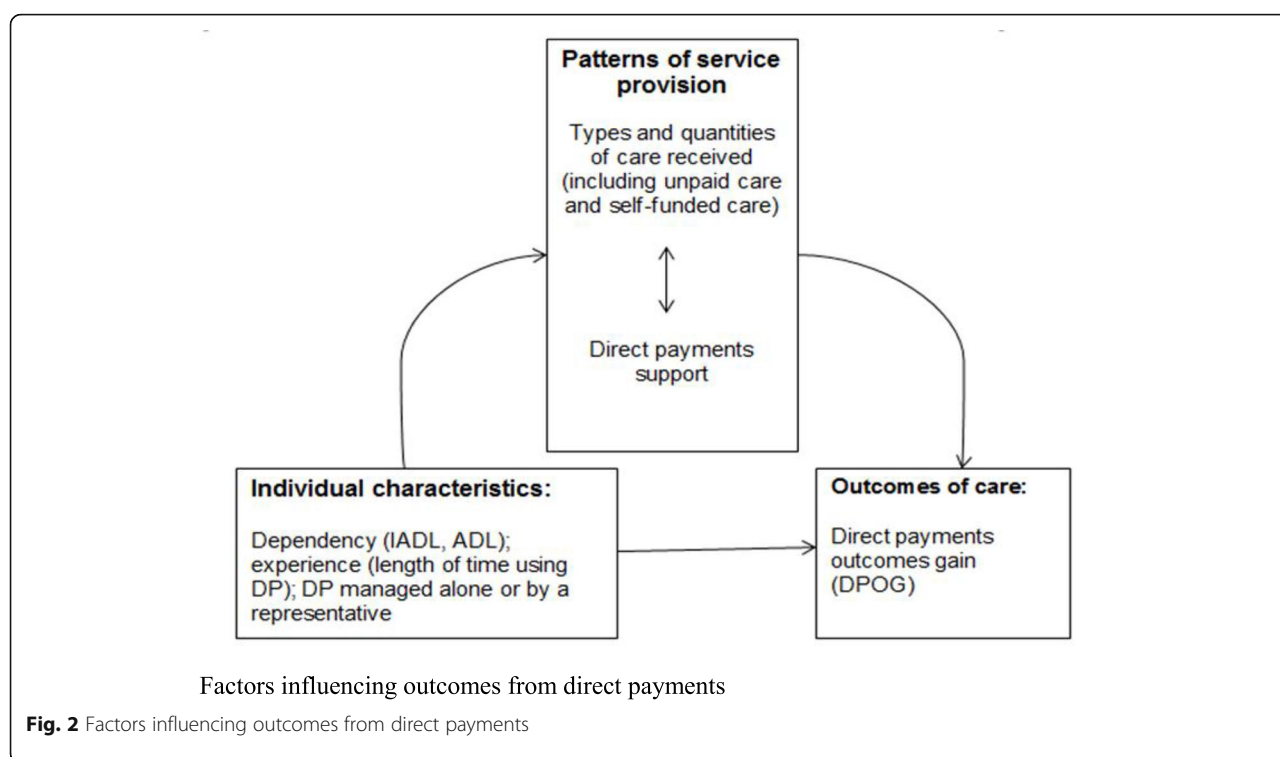 Patterns of service
provision
Types and quantities
of care received
(including unpaid care
and self-funded care)
Direct payments
support
Individual characteristics:
Dependency (IADL, ADL);
experience (length of time using
DP); DP managed alone or by a
representative
Outcomes of care:
Direct payments
outcomes gain
(DPOG)
Factors influencing outcomes from direct payments
Fig. 2 Factors influencing outcomes from direct payments